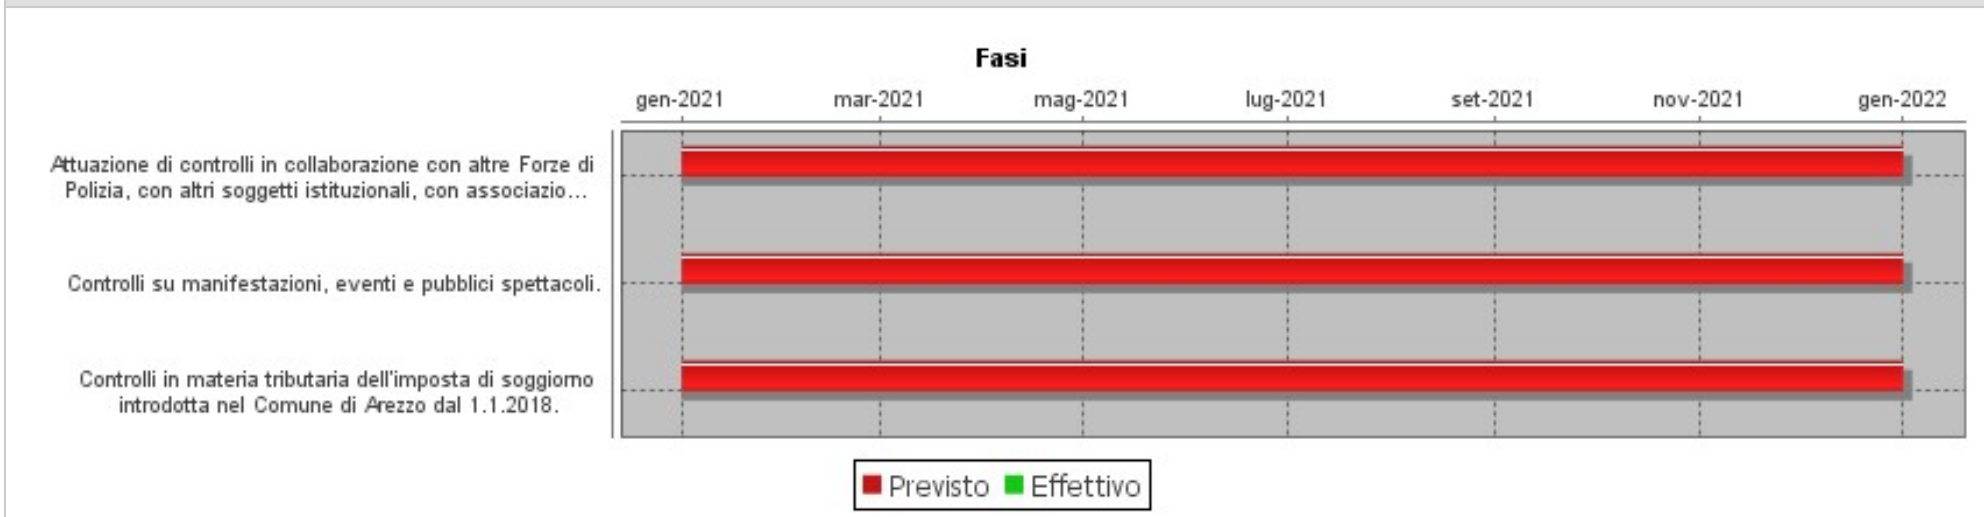 Fasi
gen-2021 mar-2021 mag-2021 lug-2021 set-2021 nov-2021 gen-2022
Attuazione di controlli in collaborazione con altre Forze di
Polizia, con altri soggetti istituzionali, con associazio...
Controlli su manifestazioni, eventi e pubblici spettacoli.
Controlli in materia tributaria dell'imposta di soggiorno
introdotta nel Comune di Arezzo dal 1.1.2018.
Previsto Effettivo